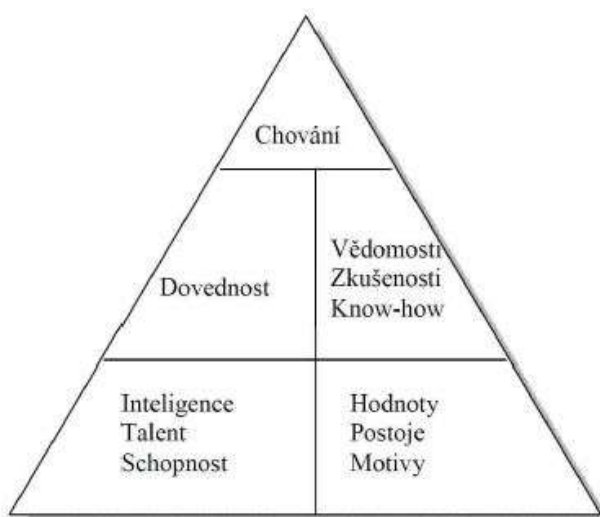 Chování
Dovednost
Vědomosti
Zkušenosti
Know-how
Inteligence
Talent
Schopnost
Hodnoty
Postoje
Motivy